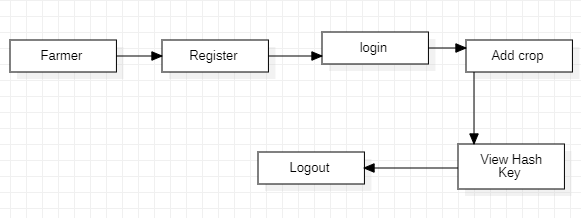 Farmer
Register
login
Add crop
View Hash
Key
Logout